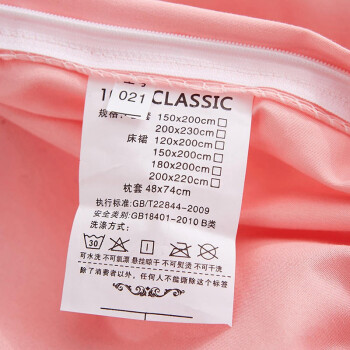 021 CLASSIC
规格: 套 150x200cm□
200x230cm□
床裙 120x200cm□
150x200cm□
180x200cm□
200x220cm□
枕套 48x74cm
执行标准:GB/T22844-2009
安全类别:GB18401-2010 B类
洗涤方式:
30
可水洗 不可氯漂 悬挂晾干 不可熨烫 不可干洗
除了消费者以外，任何人不能撕除这个标签